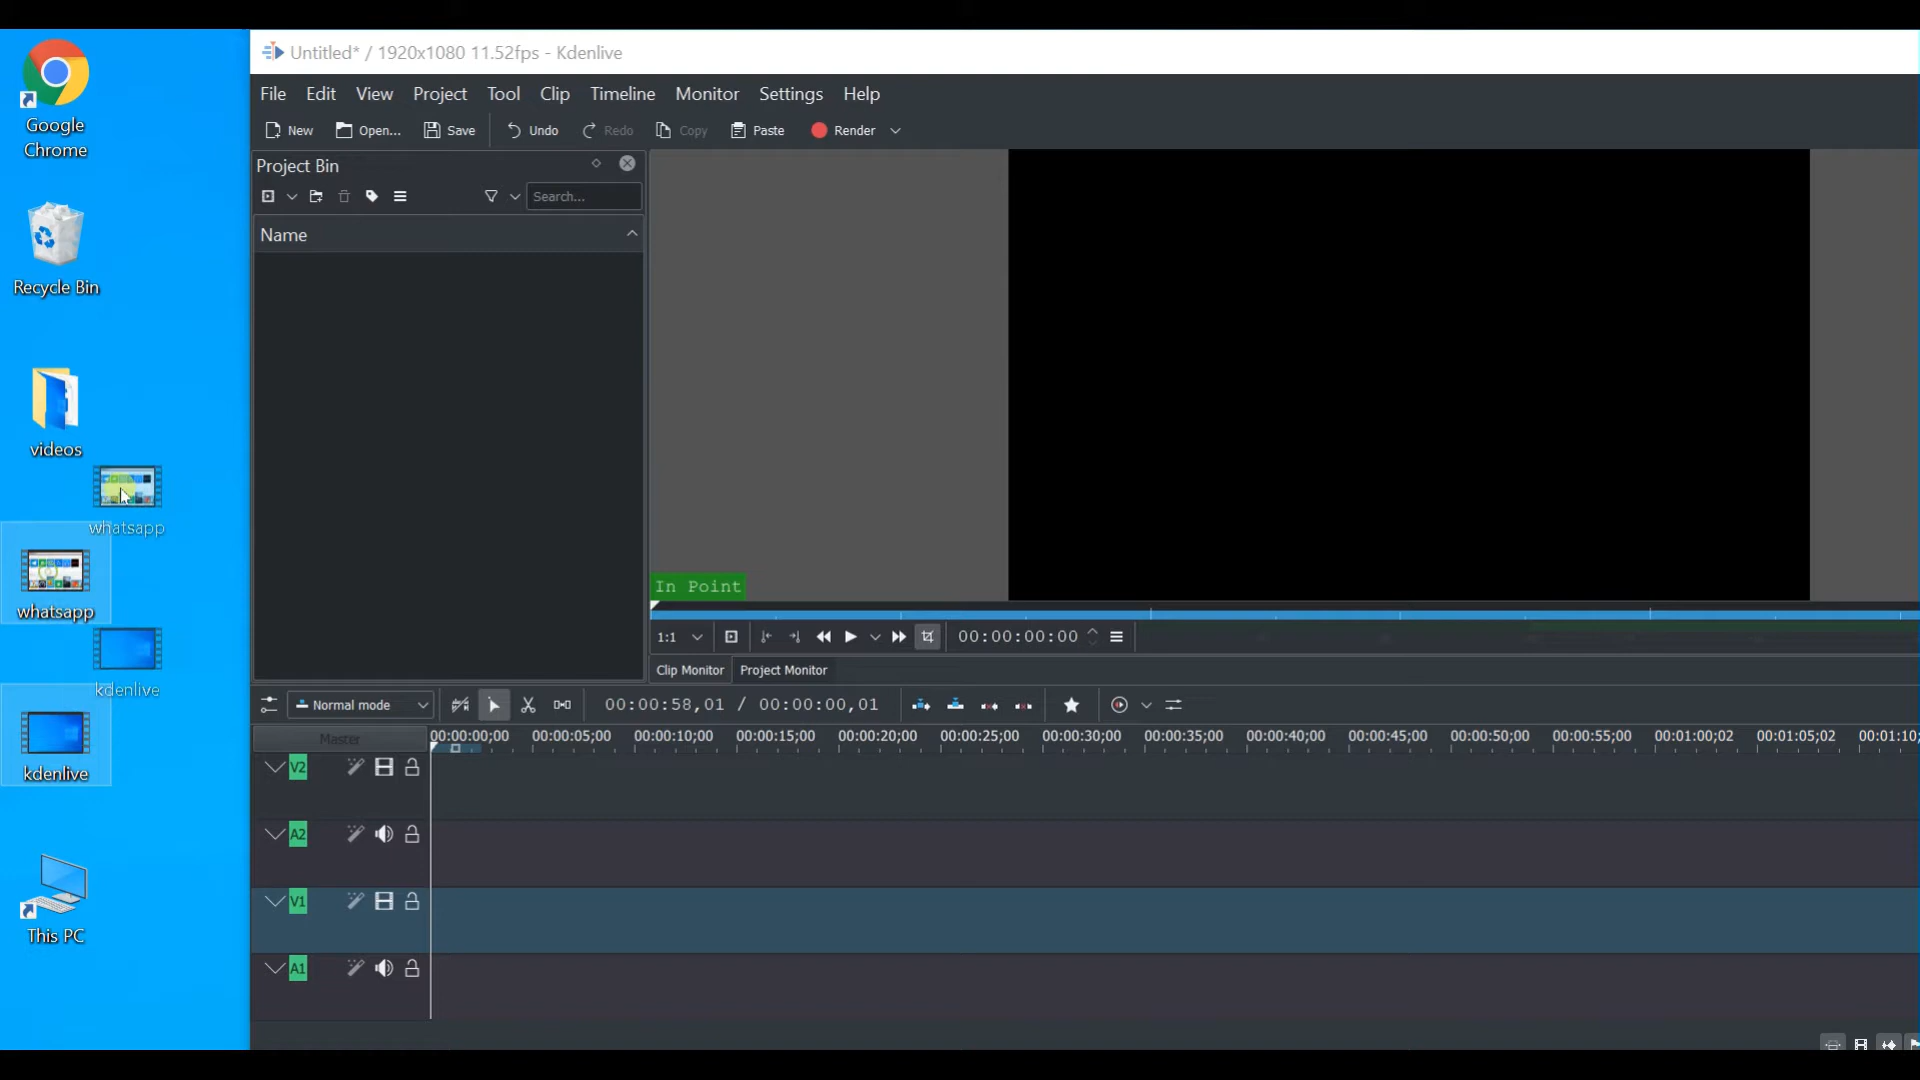 Untitled* / 1920x1080 11.52fps - Kdenlive
File Edit View Project Tool Clip Timeline Monitor Settings Help
New Open... Save Undo Redo Copy Paste Render
Google
Chrome
Recycle Bin
videos
whatsapp
whatsapp
kdenlive
kdenlive
This PC
Project Bin
Search...
Name
In Point
1:1 00:00:00:00
Clip Monitor Project Monitor
Normal mode 00:00:58,01 / 00:00:00,01
Master 00:00:00;00 00:00:05;00 00:00:10;00 00:00:15;00 00:00:20;00 00:00:25;00 00:00:30;00 00:00:35;00 00:00:40;00 00:00:45;00 00:00:50;00 00:00:55;00 00:01:00;02 00:01:05;02 00:01:10;
V2
A2
V1
A1